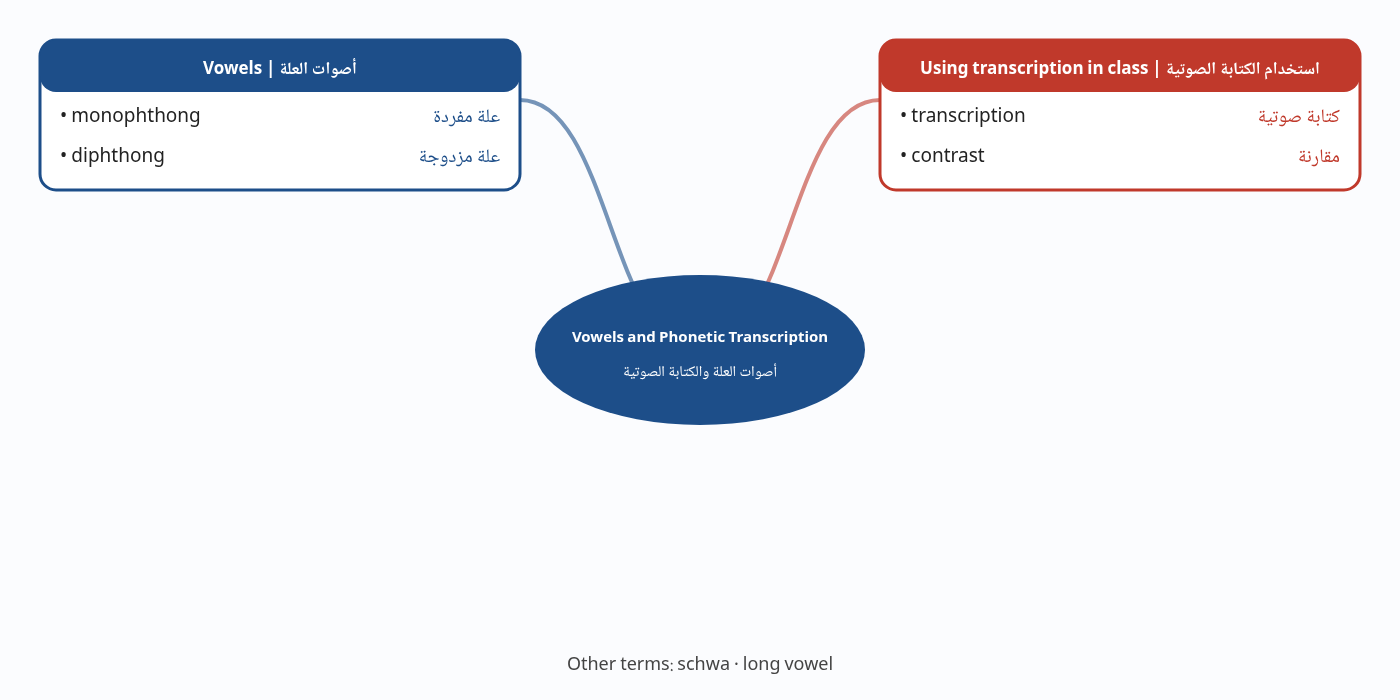 Vowels | أصوات العلة
• monophthong علة مفردة
• diphthong علة مزدوجة
Using transcription in class | استخدام الكتابة الصوتية
• transcription كتابة صوتية
• contrast مقارنة
Vowels and Phonetic Transcription
أصوات العلة والكتابة الصوتية
Other terms: schwa · long vowel